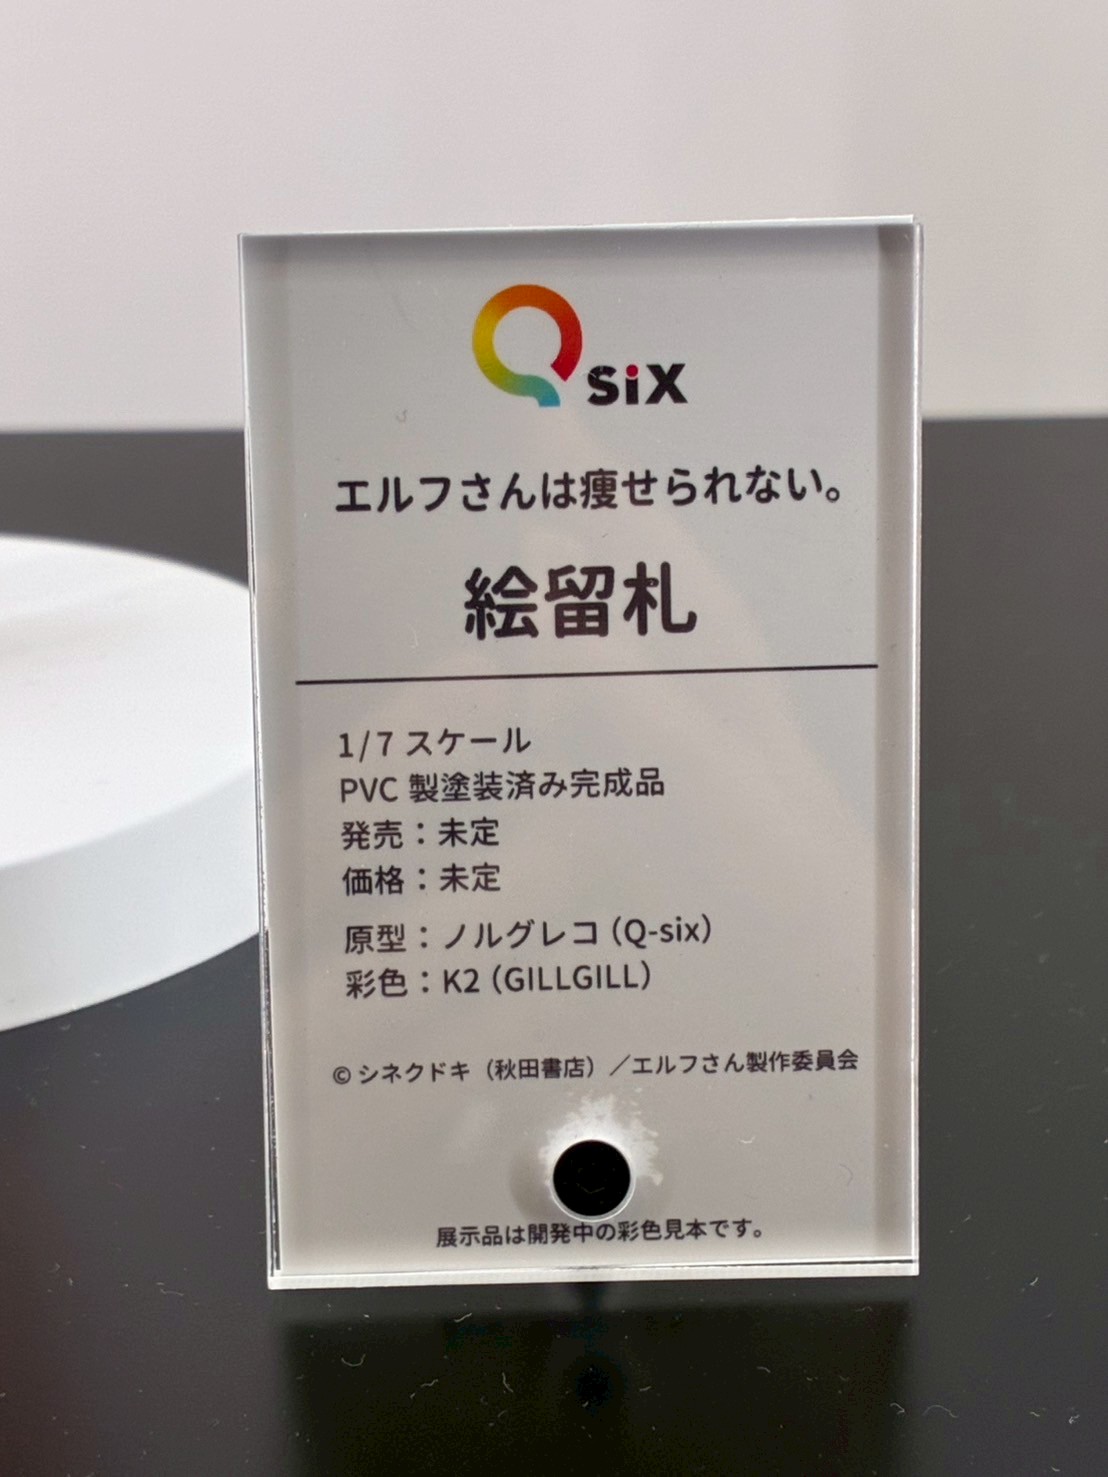 Q six
エルフさんは痩せられない。
絵留札
1/7 スケール
PVC 製塗装済み完成品
発売：未定
価格：未定
原型：ノルグレコ（Q-six）
彩色：K2（GILLGILL）
© シネクドキ（秋田書店）／エルフさん製作委員会
展示品は開発中の彩色見本です。